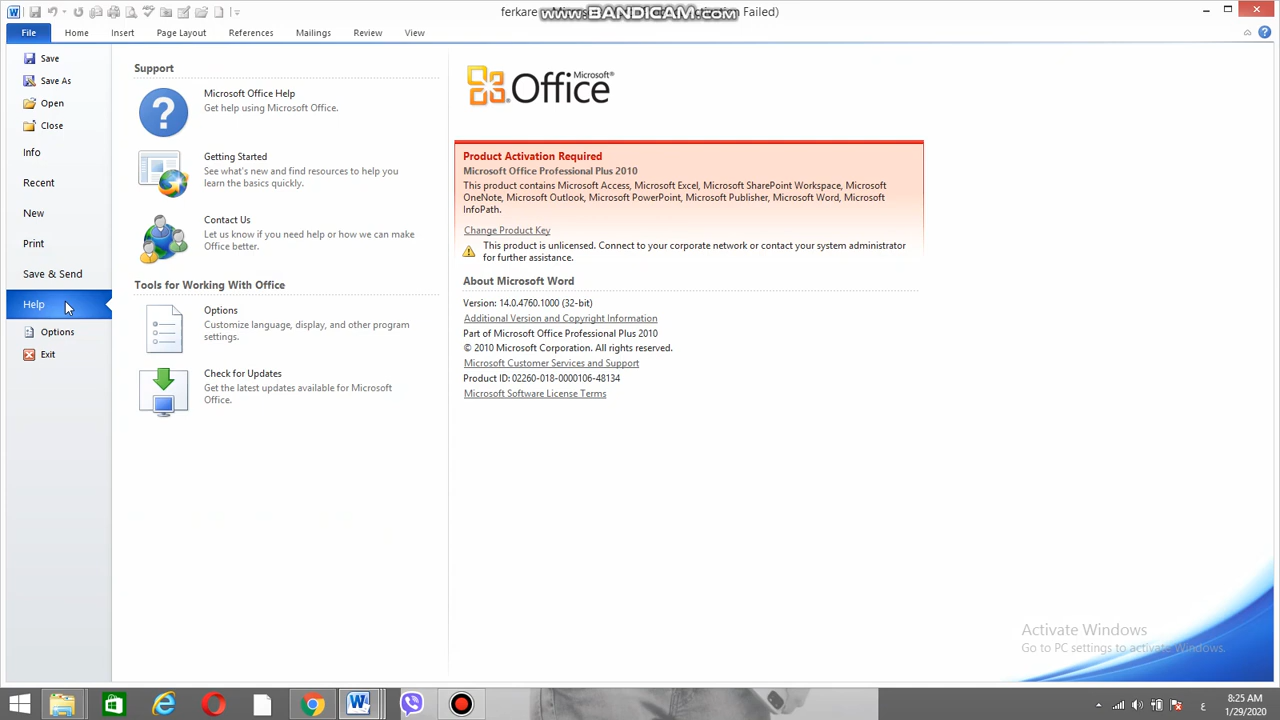 ferkare
www.BANDICAM.com
Activation Failed)
File
Home
Insert
Page Layout
References
Mailings
Review
View
Save
Save As
Open
Close
Info
Recent
New
Print
Save & Send
Help
Options
Exit
Support
Microsoft Office Help
Get help using Microsoft Office.
Getting Started
See what's new and find resources to help you
learn the basics quickly.
Contact Us
Let us know if you need help or how we can make
Office better.
Tools for Working With Office
Options
Customize language, display, and other program
settings.
Check for Updates
Get the latest updates available for Microsoft
Office.
Microsoft®
Office
Product Activation Required
Microsoft Office Professional Plus 2010
This product contains Microsoft Access, Microsoft Excel, Microsoft SharePoint Workspace, Microsoft
OneNote, Microsoft Outlook, Microsoft PowerPoint, Microsoft Publisher, Microsoft Word, Microsoft
InfoPath.
Change Product Key
This product is unlicensed. Connect to your corporate network or contact your system administrator
for further assistance.
About Microsoft Word
Version: 14.0.4760.1000 (32-bit)
Additional Version and Copyright Information
Part of Microsoft Office Professional Plus 2010
© 2010 Microsoft Corporation. All rights reserved.
Microsoft Customer Services and Support
Product ID: 02260-018-0000106-48134
Microsoft Software License Terms
Activate Windows
Go to PC settings to activate Windows.
ع
8:25 AM
1/29/2020